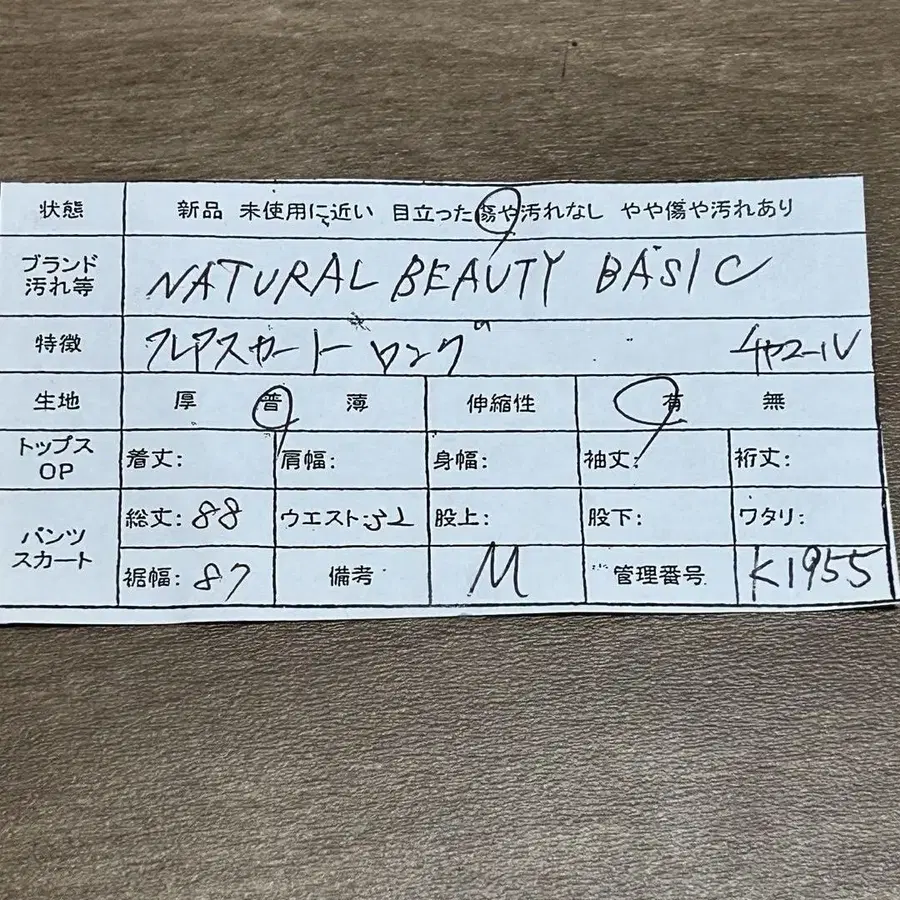 状態 新品 未使用に近い 目立った傷や汚れなし やや傷や汚れあり
ブランド
汚れ等 NATURAL BEAUTY BASIC
特徴 フレアスカート ロング チャコール
生地 厚 普 薄 伸縮性 有 無
トップス
OP 着丈: 肩幅: 身幅: 袖丈: 裄丈:
パンツ
スカート 総丈:88 ウエスト:32 股上: 股下: ワタリ:
裾幅:87 備考 M 管理番号 K1955